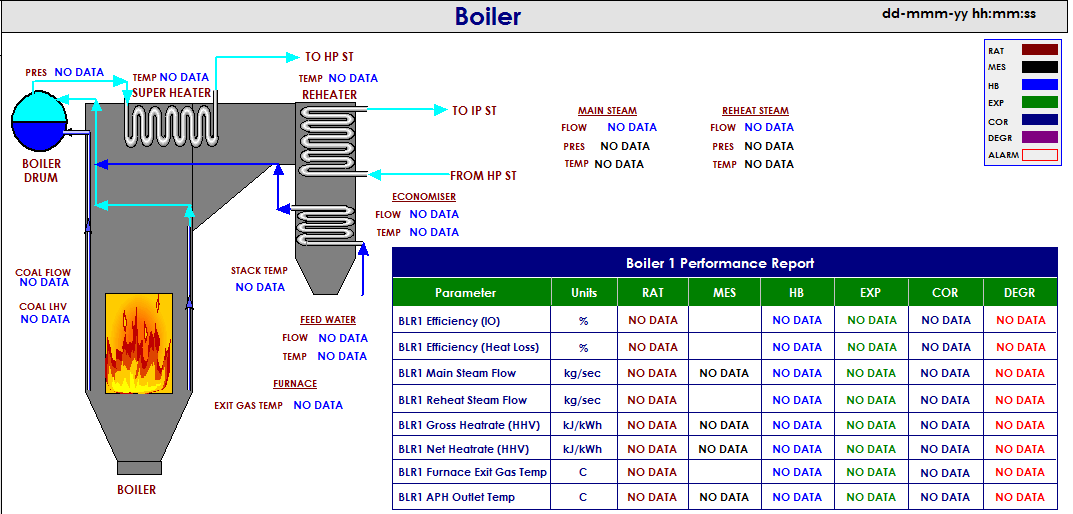 Boiler
dd-mmm-yy hh:mm:ss
TO HP ST
PRES NO DATA
TEMP NO DATA
SUPER HEATER
TEMP NO DATA
REHEATER
RAT
MES
HB
EXP
COR
DEGR
ALARM
TO IP ST
MAIN STEAM
FLOW NO DATA
PRES NO DATA
TEMP NO DATA
REHEAT STEAM
FLOW NO DATA
PRES NO DATA
TEMP NO DATA
BOILER
DRUM
FROM HP ST
ECONOMISER
FLOW NO DATA
TEMP NO DATA
COAL FLOW
NO DATA
COAL LHV
NO DATA
STACK TEMP
NO DATA
FEED WATER
FLOW NO DATA
TEMP NO DATA
FURNACE
EXIT GAS TEMP NO DATA
BOILER
Boiler 1 Performance Report
Parameter Units RAT MES HB EXP COR DEGR
BLR1 Efficiency (IO) % NO DATA NO DATA NO DATA NO DATA NO DATA
BLR1 Efficiency (Heat Loss) % NO DATA NO DATA NO DATA NO DATA NO DATA
BLR1 Main Steam Flow kg/sec NO DATA NO DATA NO DATA NO DATA NO DATA NO DATA
BLR1 Reheat Steam Flow kg/sec NO DATA NO DATA NO DATA NO DATA NO DATA
BLR1 Gross Heatrate (HHV) kJ/kWh NO DATA NO DATA NO DATA NO DATA NO DATA NO DATA
BLR1 Net Heatrate (HHV) kJ/kWh NO DATA NO DATA NO DATA NO DATA NO DATA NO DATA
BLR1 Furnace Exit Gas Temp C NO DATA NO DATA NO DATA NO DATA NO DATA
BLR1 APH Outlet Temp C NO DATA NO DATA NO DATA NO DATA NO DATA NO DATA